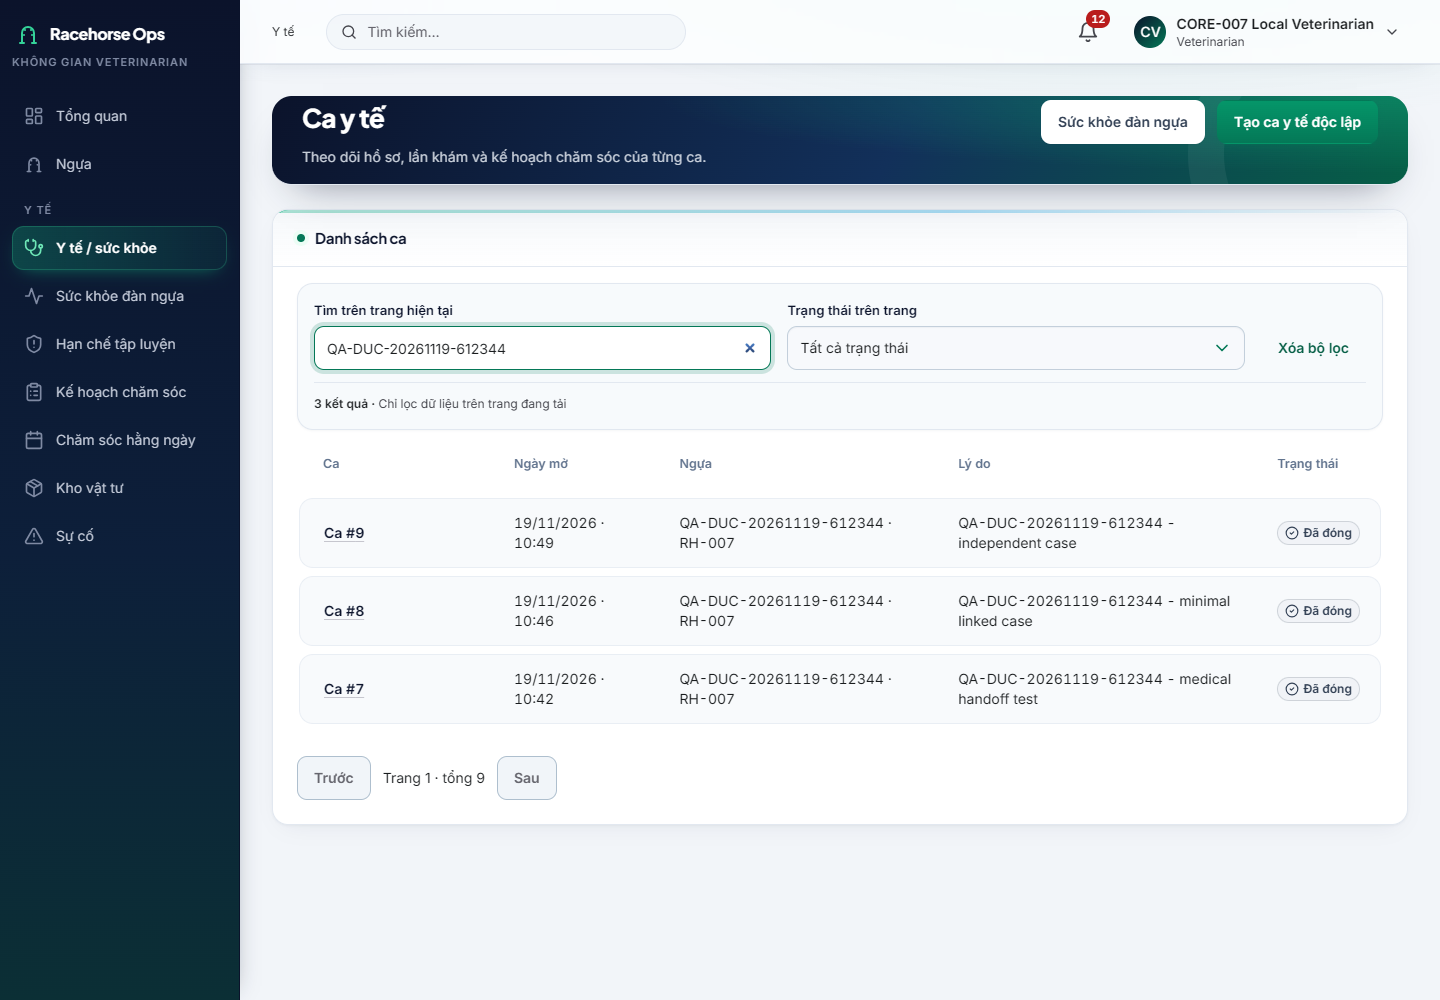 Racehorse Ops
KHÔNG GIAN VETERINARIAN
Tổng quan
Ngựa
Y TẾ
Y tế / sức khỏe
Sức khỏe đàn ngựa
Hạn chế tập luyện
Kế hoạch chăm sóc
Chăm sóc hằng ngày
Kho vật tư
Sự cố
Y tế
Tìm kiếm...
12
CV
CORE-007 Local Veterinarian
Veterinarian
Ca y tế
Theo dõi hồ sơ, lần khám và kế hoạch chăm sóc của từng ca.
Sức khỏe đàn ngựa
Tạo ca y tế độc lập
Danh sách ca
Tìm trên trang hiện tại
QA-DUC-20261119-612344
Trạng thái trên trang
Tất cả trạng thái
Xóa bộ lọc
3 kết quả · Chỉ lọc dữ liệu trên trang đang tải
Ca Ngày mở Ngựa Lý do Trạng thái
Ca #9
19/11/2026 ·
10:49
QA-DUC-20261119-612344 ·
RH-007
QA-DUC-20261119-612344 -
independent case
Đã đóng
Ca #8
19/11/2026 ·
10:46
QA-DUC-20261119-612344 ·
RH-007
QA-DUC-20261119-612344 - minimal
linked case
Đã đóng
Ca #7
19/11/2026 ·
10:42
QA-DUC-20261119-612344 ·
RH-007
QA-DUC-20261119-612344 - medical
handoff test
Đã đóng
Trước
Trang 1 · tổng 9
Sau